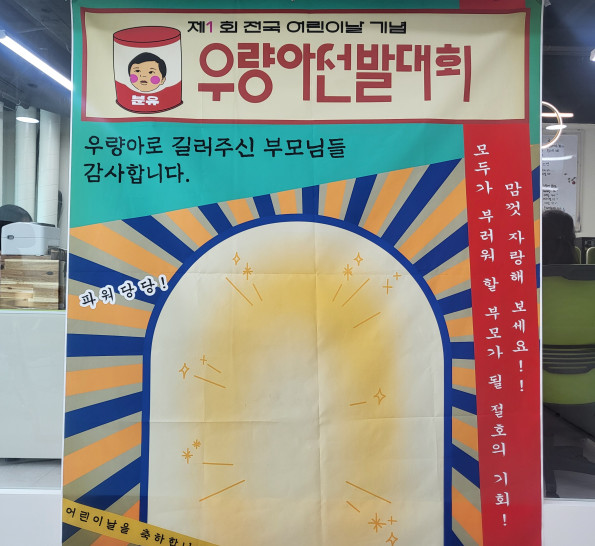 제1회 전국 어린이날 기념
우량아선발대회
분유
우량아로 길러주신 부모님들
감사합니다.
맘껏 자랑해 보세요!!
모두가 부러워 할 부모가 될 절호의 기회!
파워당당!
어린이날을 축하합니